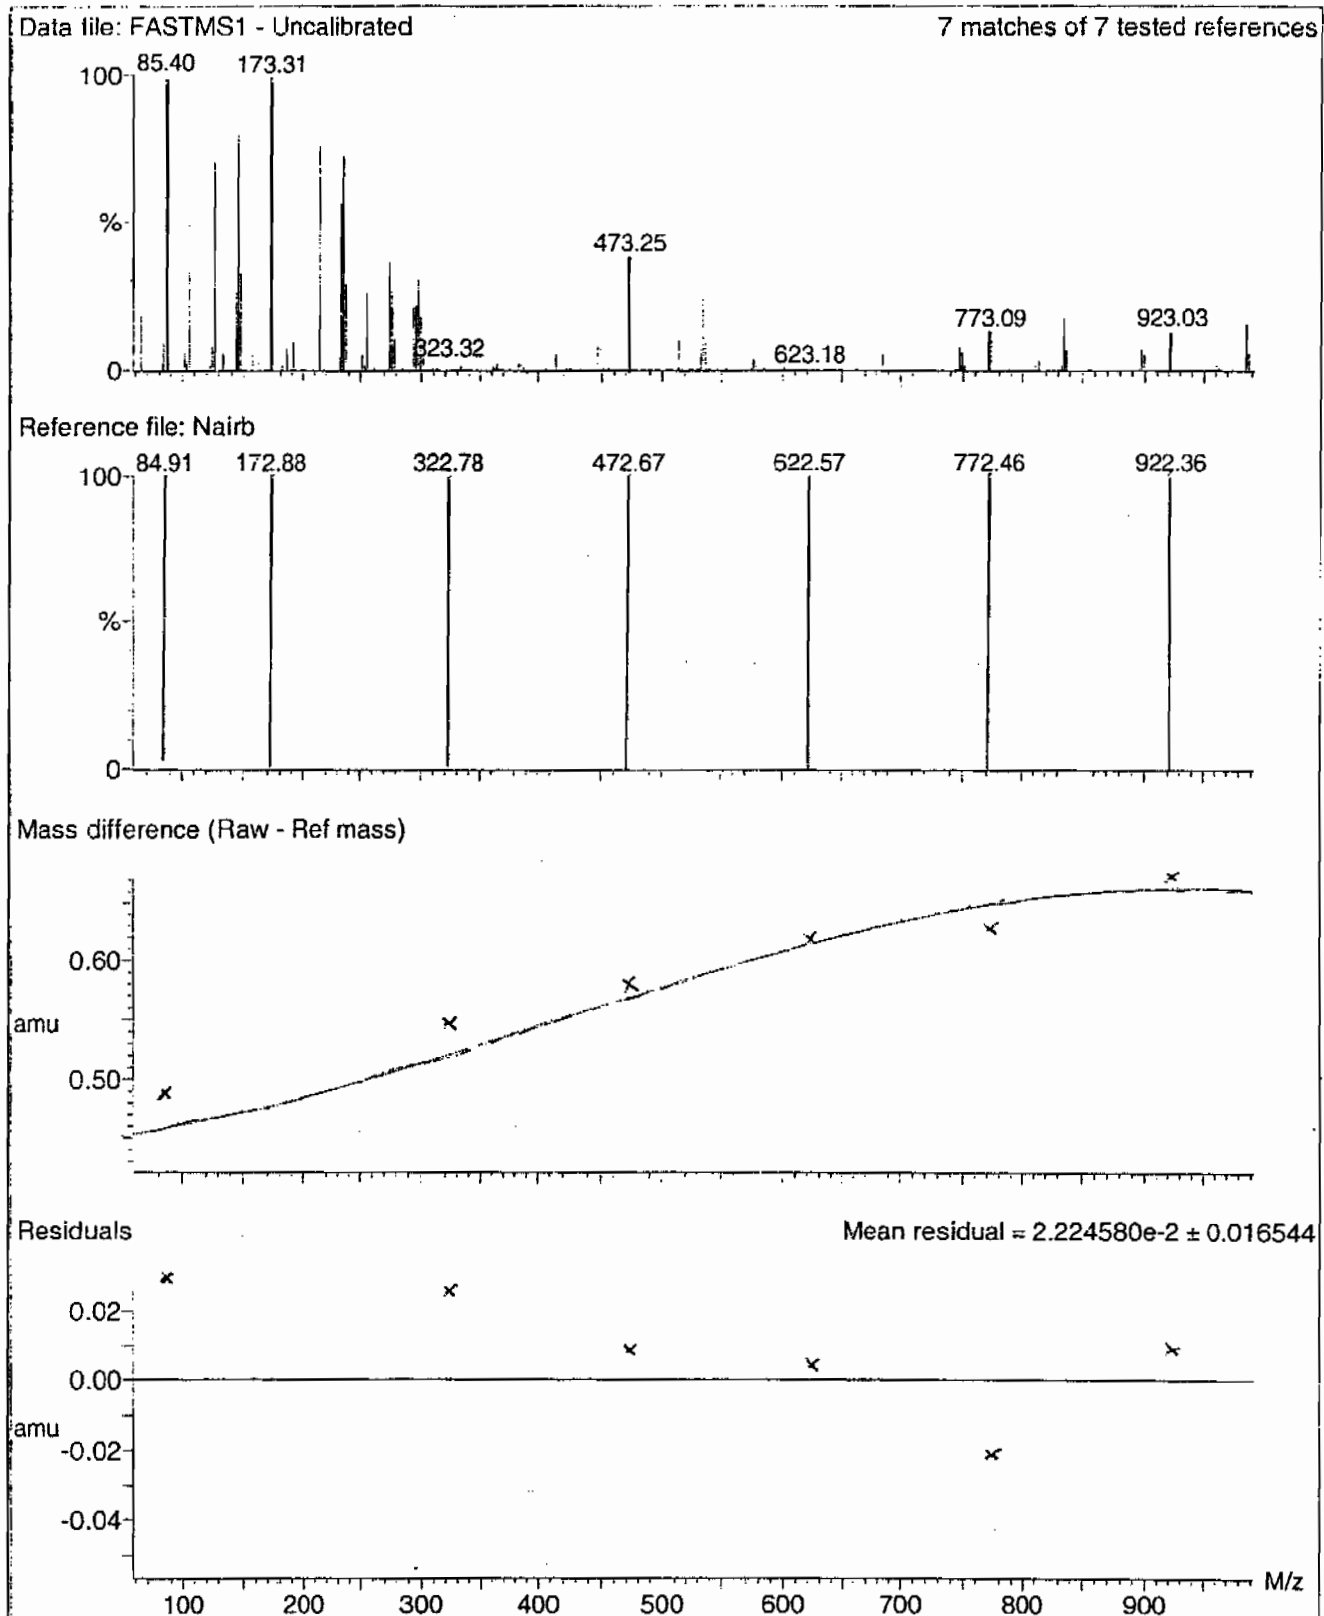 Data file: FASTMS1 - Uncalibrated 7 matches of 7 tested references
85.40 173.31
100
%
473.25
773.09 923.03
323.32 623.18
0
Reference file: Nairb
84.91 172.88 322.78 472.67 622.57 772.46 922.36
100
%
0
Mass difference (Raw - Ref mass)
0.60
amu
0.50
Residuals Mean residual = 2.224580e-2 ± 0.016544
0.02
0.00
amu
-0.02
-0.04
M/z
100 200 300 400 500 600 700 800 900